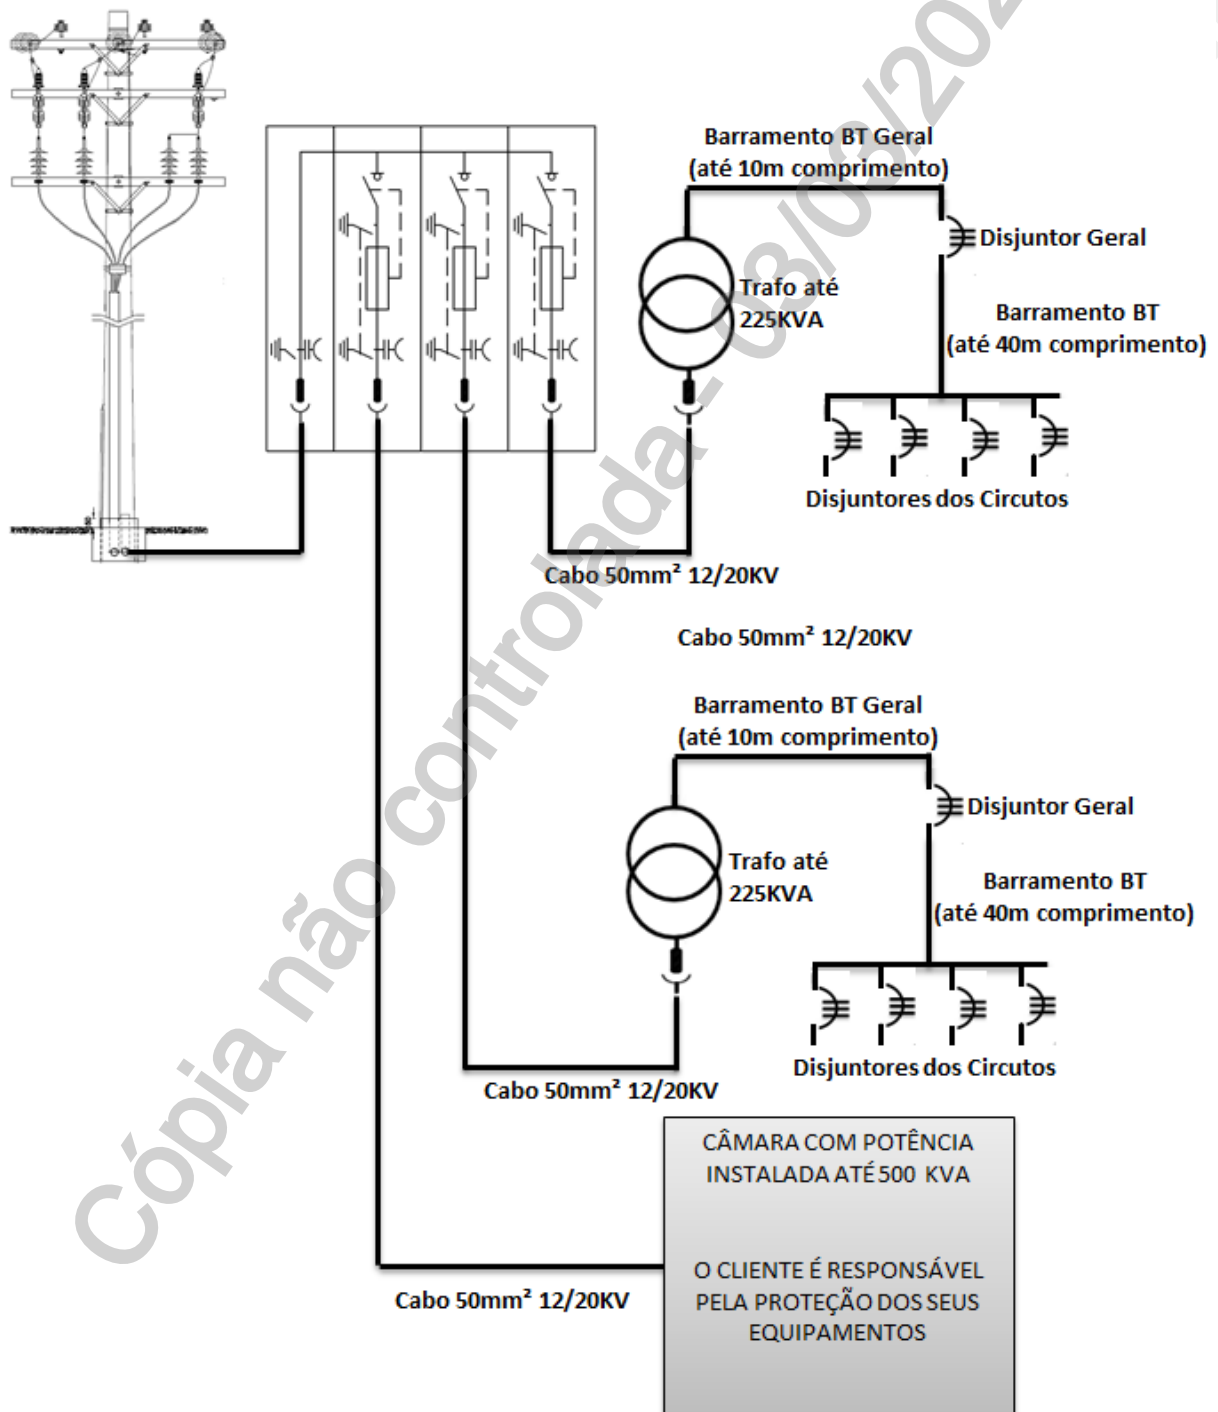 Barramento BT Geral
(até 10m comprimento)
Disjuntor Geral
Trafo até
225KVA
Barramento BT
(até 40m comprimento)
Disjuntores dos Circutos
Cabo 50mm² 12/20KV
Cabo 50mm² 12/20KV
Barramento BT Geral
(até 10m comprimento)
Disjuntor Geral
Trafo até
225KVA
Barramento BT
(até 40m comprimento)
Disjuntores dos Circutos
Cabo 50mm² 12/20KV
CÂMARA COM POTÊNCIA
INSTALADA ATÉ 500 KVA
O CLIENTE É RESPONSÁVEL
PELA PROTEÇÃO DOS SEUS
EQUIPAMENTOS
Cabo 50mm² 12/20KV
Cópia não controlada - 03/03/202